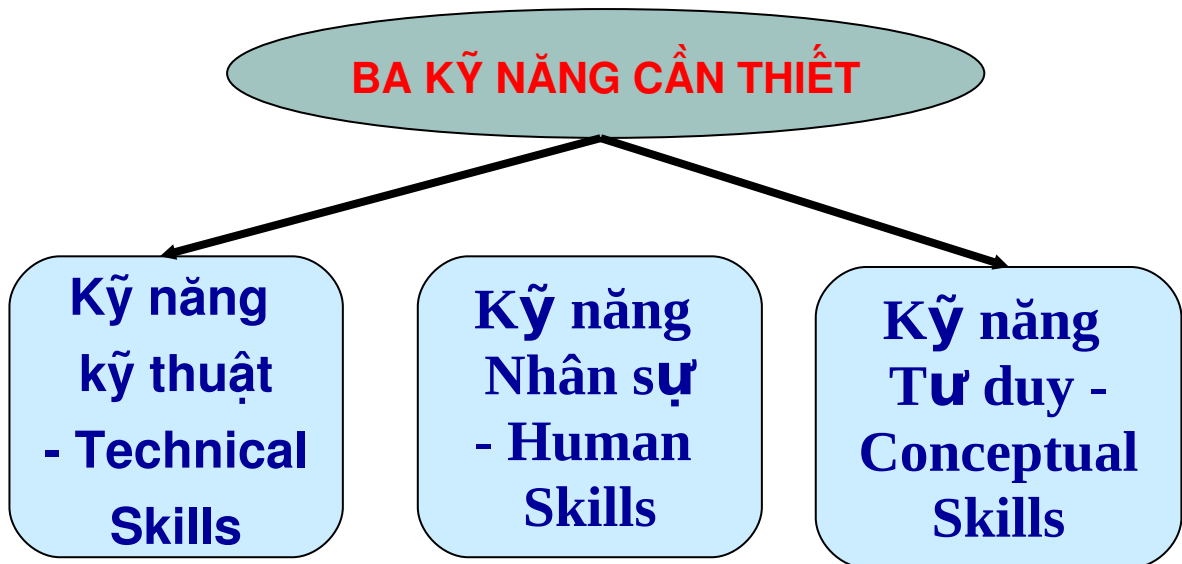 BA KỸ NĂNG CẦN THIẾT
Kỹ năng
kỹ thuật
- Technical
Skills
Kỹ năng
Nhân sự
- Human
Skills
Kỹ năng
Tư duy -
Conceptual
Skills